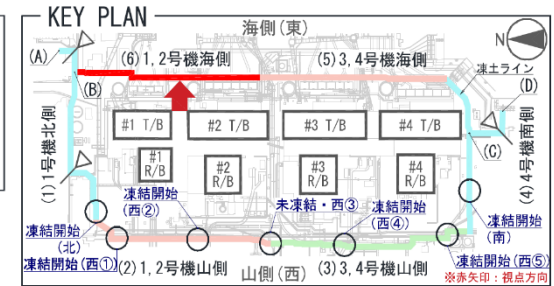 KEY PLAN
海側(東)
N
(A)
(6)1,2号機海側
(5)3,4号機海側
凍土ライン
(D)
(B)
#1 T/B
#2 T/B
#3 T/B
#4 T/B
(C)
(1)1号機北側
#1
R/B
#2
R/B
#3
R/B
#4
R/B
(4)4号機南側
凍結開始
(西②)
未凍結・西③
凍結開始
(西④)
凍結開始
(北)
凍結開始
(南)
凍結開始(西①)
(2)1,2号機山側
山側(西)
(3)3,4号機山側
凍結開始(西⑤)
※赤矢印:視点方向